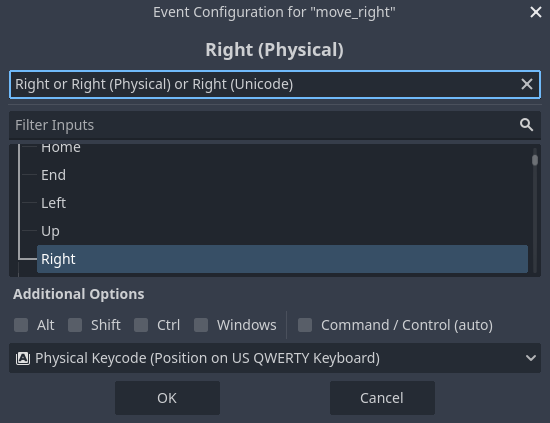 Event Configuration for "move_right"
Right (Physical)
Right or Right (Physical) or Right (Unicode)
Filter Inputs
Home
End
Left
Up
Right
Additional Options
Alt Shift Ctrl Windows Command / Control (auto)
A Physical Keycode (Position on US QWERTY Keyboard)
OK Cancel